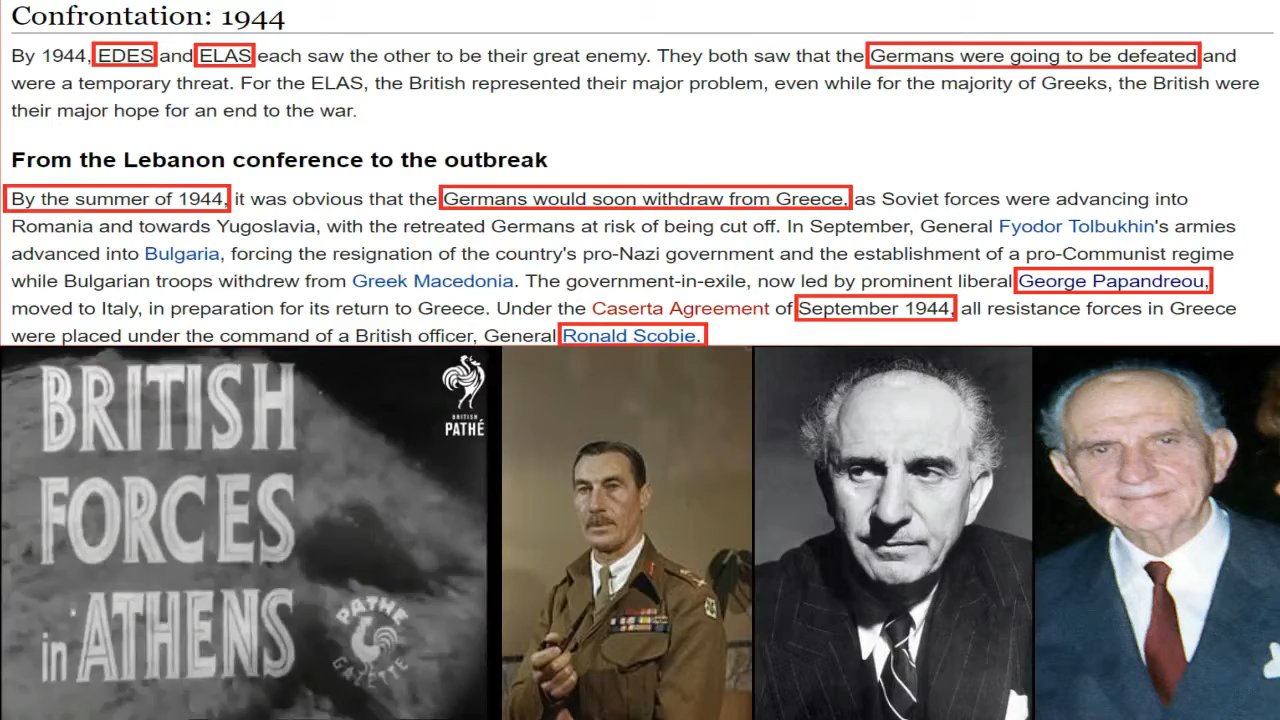 Confrontation: 1944
By 1944, EDES and ELAS each saw the other to be their great enemy. They both saw that the Germans were going to be defeated and
were a temporary threat. For the ELAS, the British represented their major problem, even while for the majority of Greeks, the British were
their major hope for an end to the war.
From the Lebanon conference to the outbreak
By the summer of 1944, it was obvious that the Germans would soon withdraw from Greece, as Soviet forces were advancing into
Romania and towards Yugoslavia, with the retreated Germans at risk of being cut off. In September, General Fyodor Tolbukhin's armies
advanced into Bulgaria, forcing the resignation of the country's pro-Nazi government and the establishment of a pro-Communist regime
while Bulgarian troops withdrew from Greek Macedonia. The government-in-exile, now led by prominent liberal George Papandreou,
moved to Italy, in preparation for its return to Greece. Under the Caserta Agreement of September 1944, all resistance forces in Greece
were placed under the command of a British officer, General Ronald Scobie.
BRITISH
FORCES
in ATHENS
BRITISH
PATHÉ
PATHE
GAZETTE